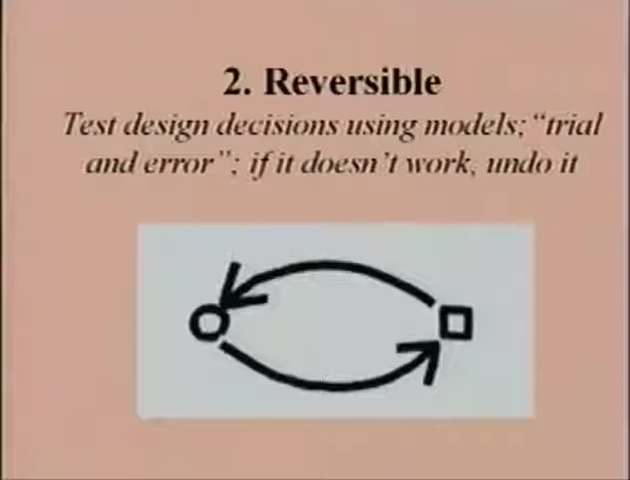 2. Reversible
Test design decisions using models; “trial
and error”; if it doesn’t work, undo it